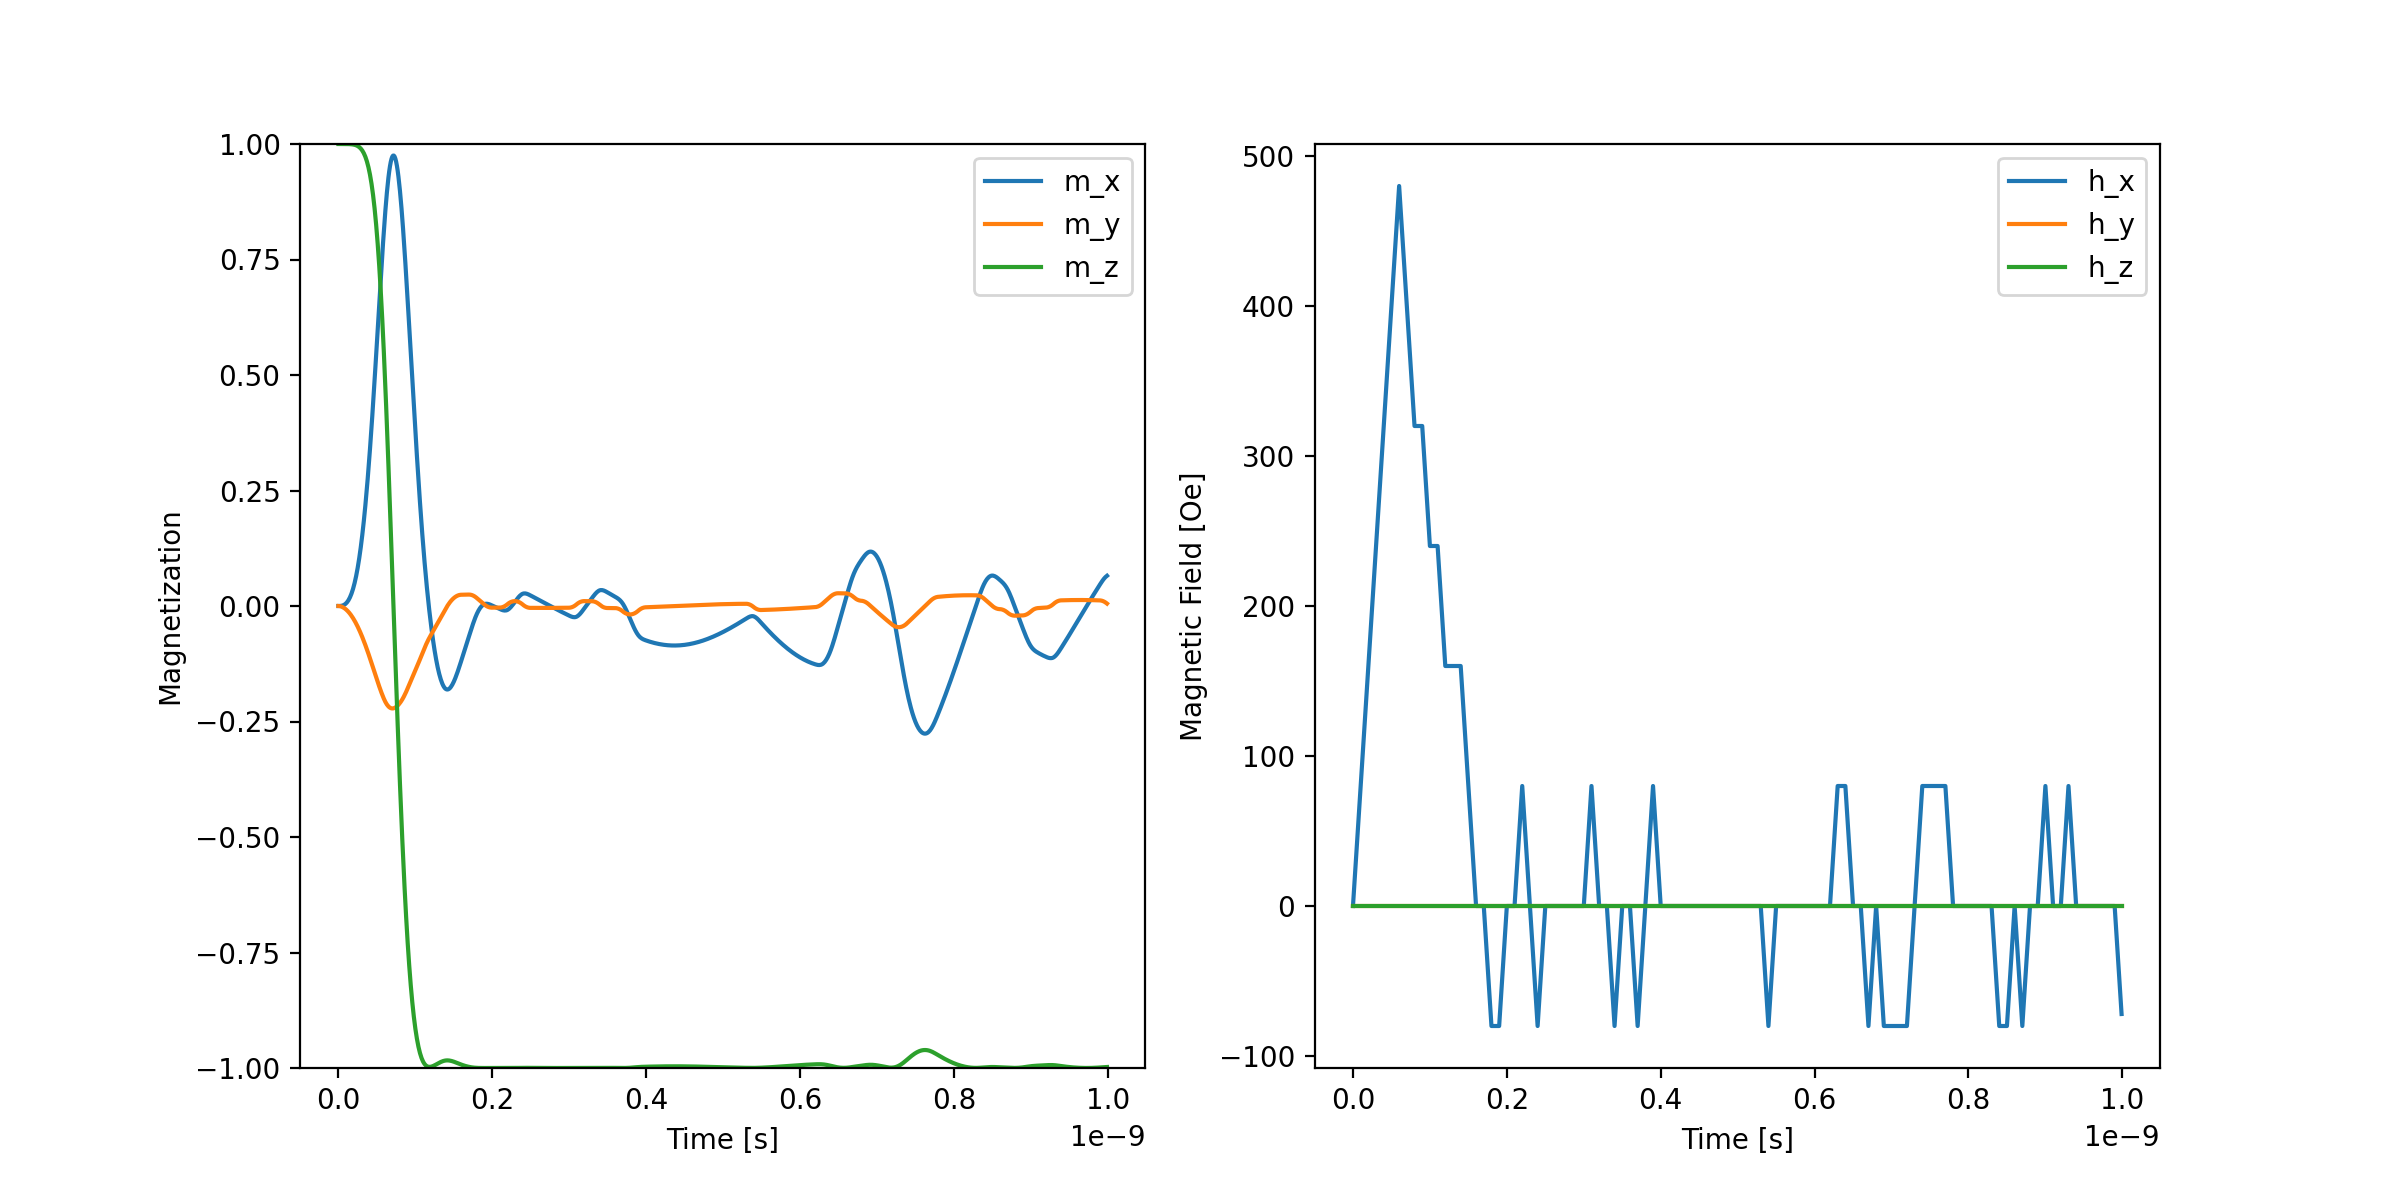 Magnetization
1.00
0.75
0.50
0.25
0.00
−0.25
−0.50
−0.75
−1.00
m_x
m_y
m_z
0.0 0.2 0.4 0.6 0.8 1.0
Time [s]
1e−9
Magnetic Field [Oe]
500
400
300
200
100
0
−100
h_x
h_y
h_z
0.0 0.2 0.4 0.6 0.8 1.0
Time [s]
1e−9